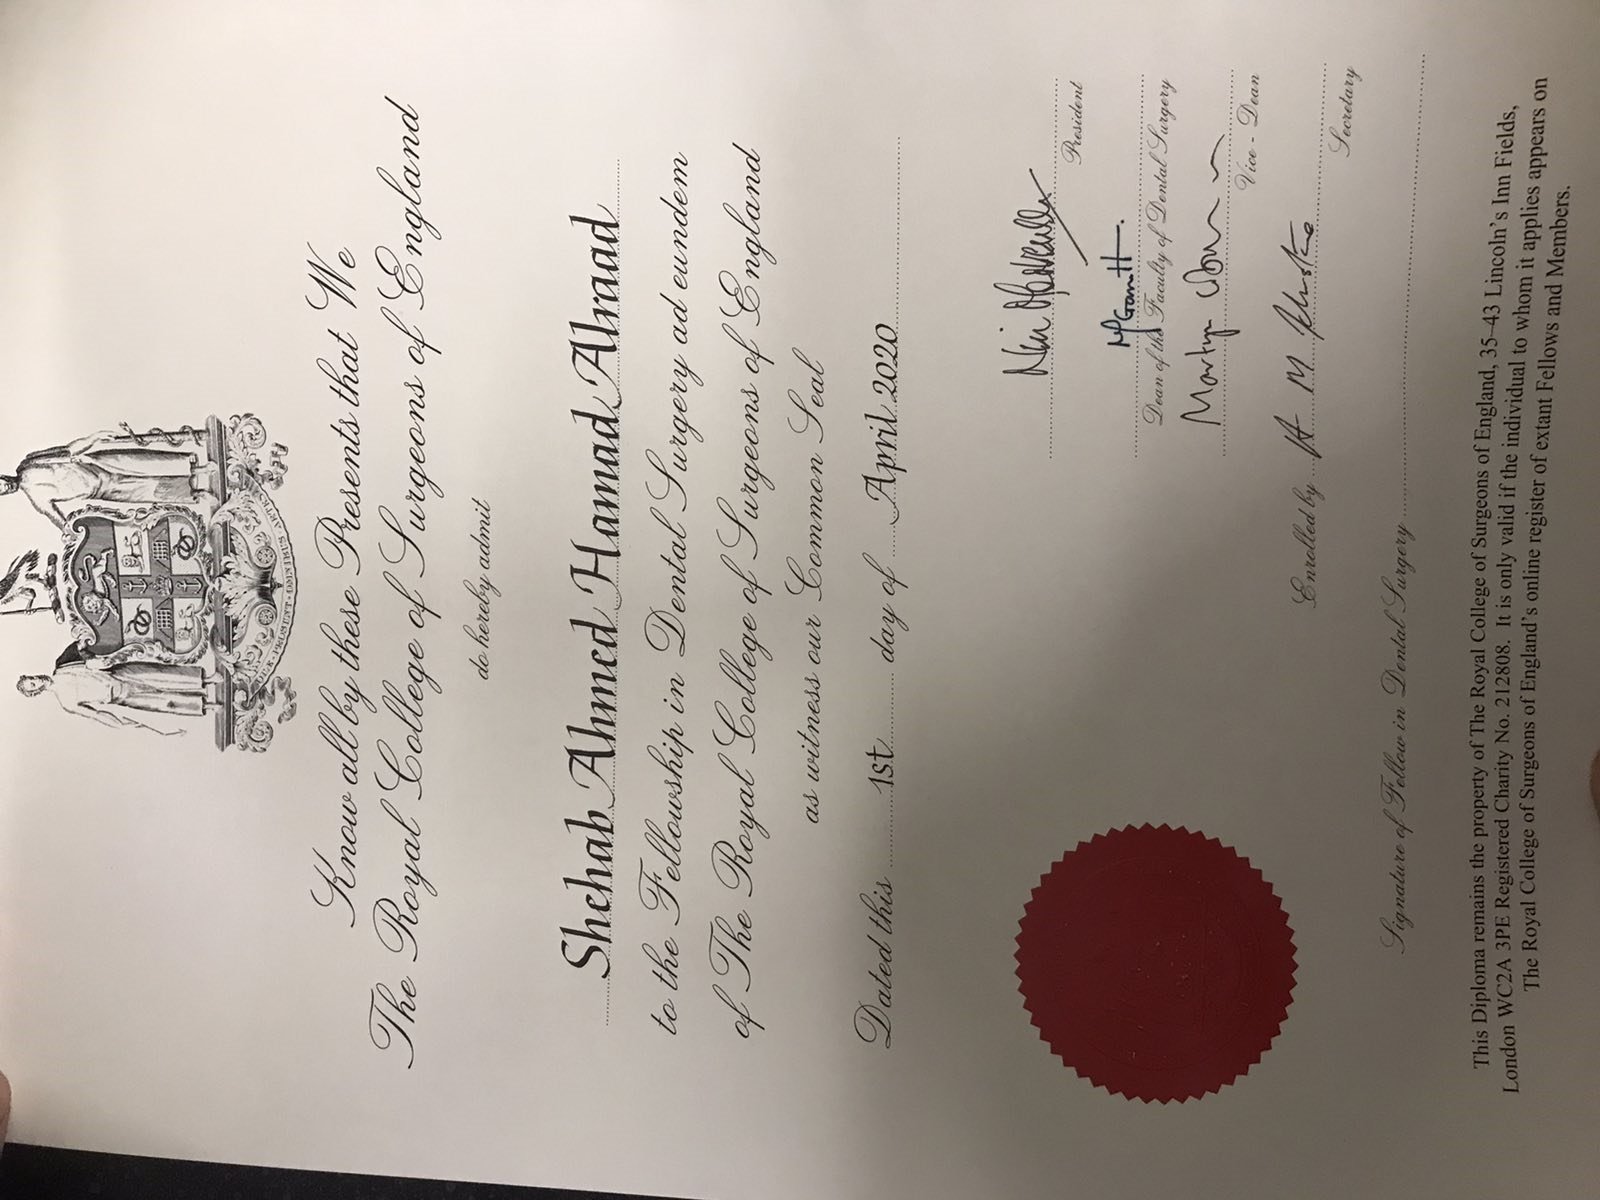 QUÆ PROSUNT OMNIBUS ARTES
Know all by these Presents that We
The Royal College of Surgeons of England
do hereby admit
Shehab Ahmed Hamad Alraad
to the Fellowship in Dental Surgery ad eundem
of The Royal College of Surgeons of England
as witness our Common Seal
Dated this 1st day of April 2020
President
Dean of the Faculty of Dental Surgery
Martyn
Vice - Dean
Enrolled by
Secretary
Signature of Fellow in Dental Surgery
This Diploma remains the property of The Royal College of Surgeons of England, 35–43 Lincoln's Inn Fields,
London WC2A 3PE Registered Charity No. 212808. It is only valid if the individual to whom it applies appears on
The Royal College of Surgeons of England's online register of extant Fellows and Members.